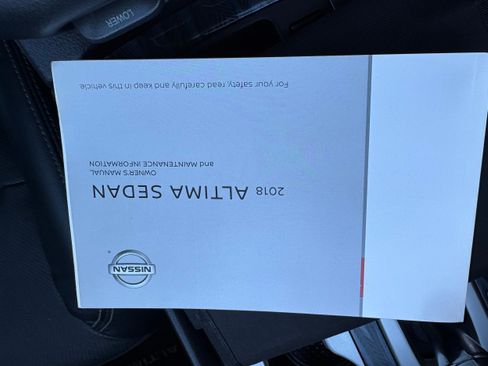 LOWER
For your safety, read carefully and keep in this vehicle.
2018 ALTIMA SEDAN
OWNER'S MANUAL
and MAINTENANCE INFORMATION
NISSAN
®
ALTIMA